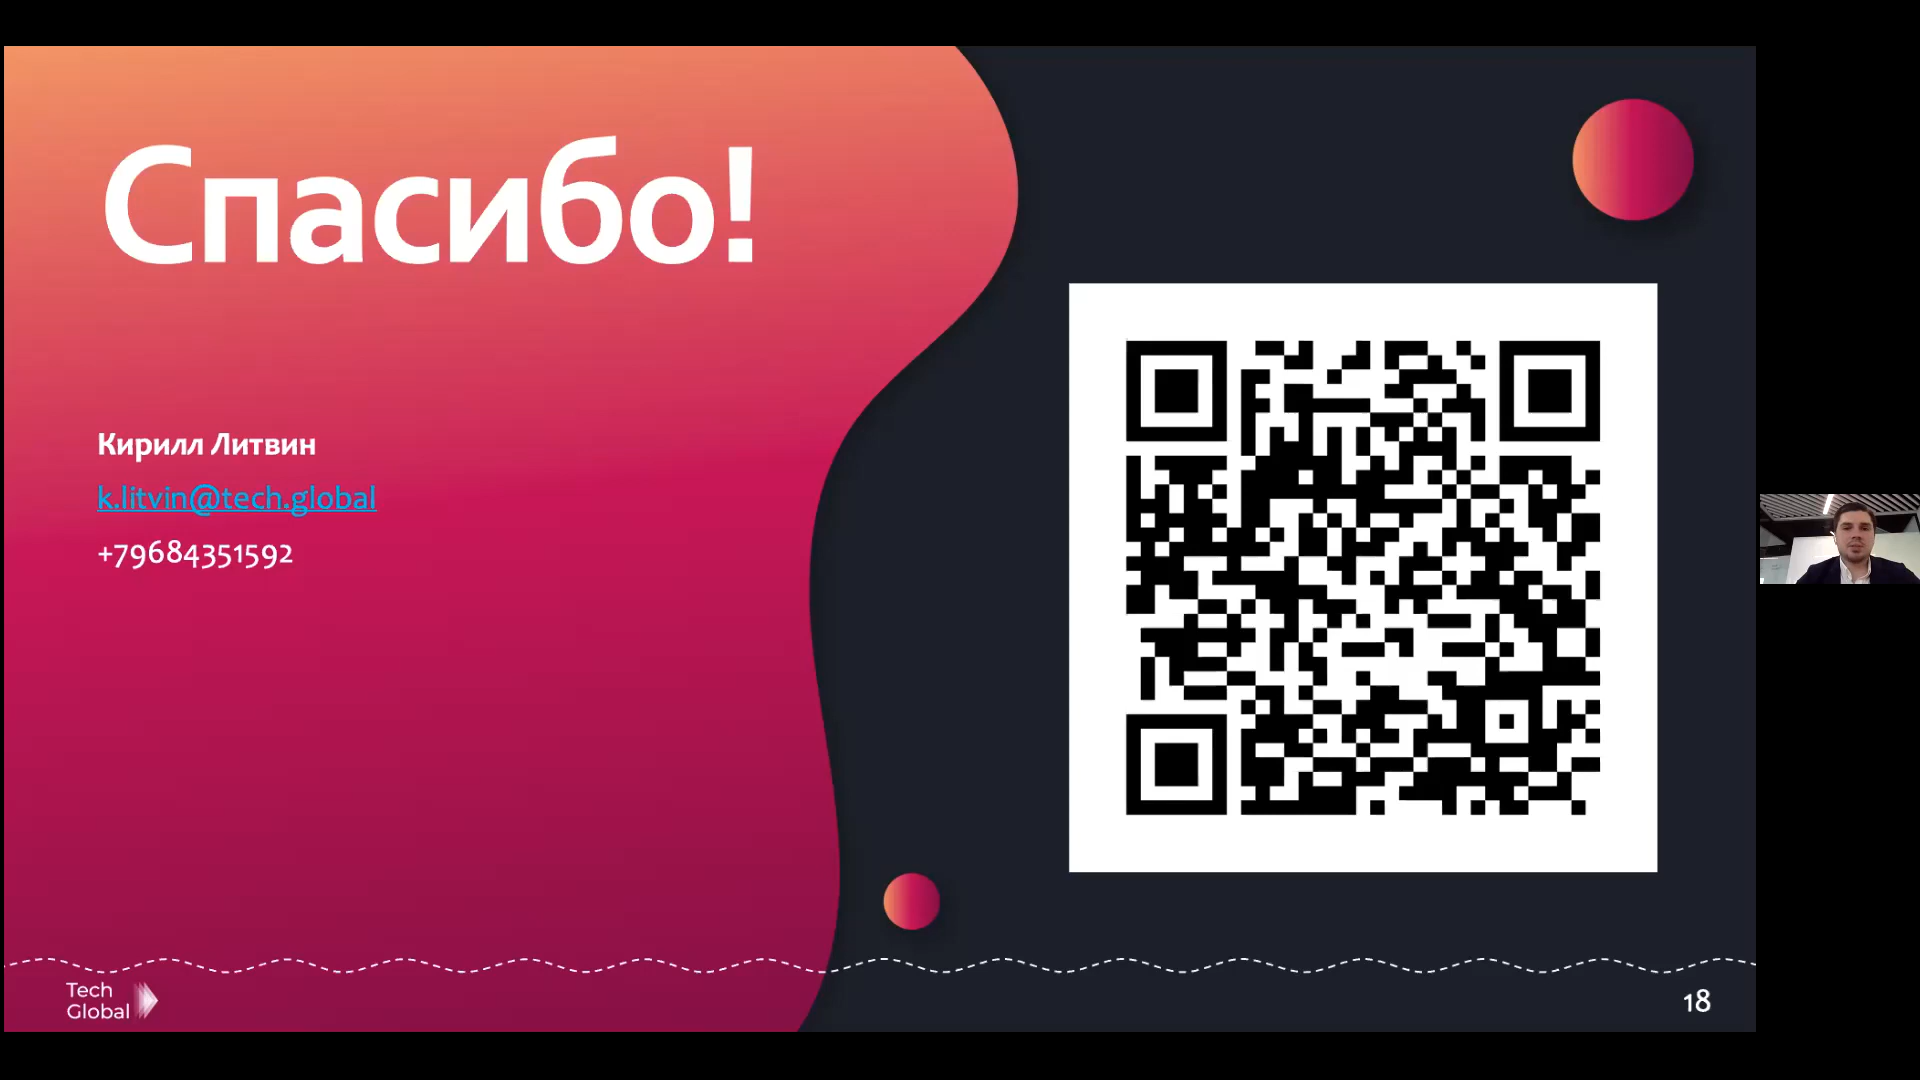 Спасибо!
Кирилл Литвин
k.litvin@tech.global
+79684351592
Tech
Global
18